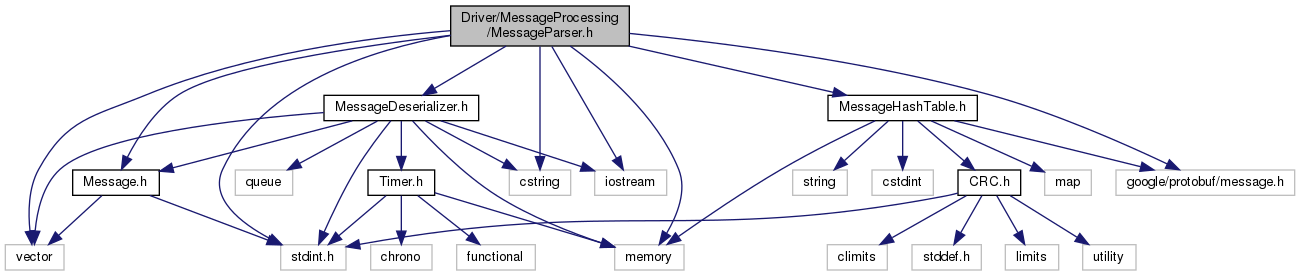 Driver/MessageProcessing
/MessageParser.h
MessageDeserializer.h
MessageHashTable.h
Message.h
queue
Timer.h
cstring
iostream
string
cstdint
CRC.h
map
google/protobuf/message.h
vector
stdint.h
chrono
functional
memory
climits
stddef.h
limits
utility